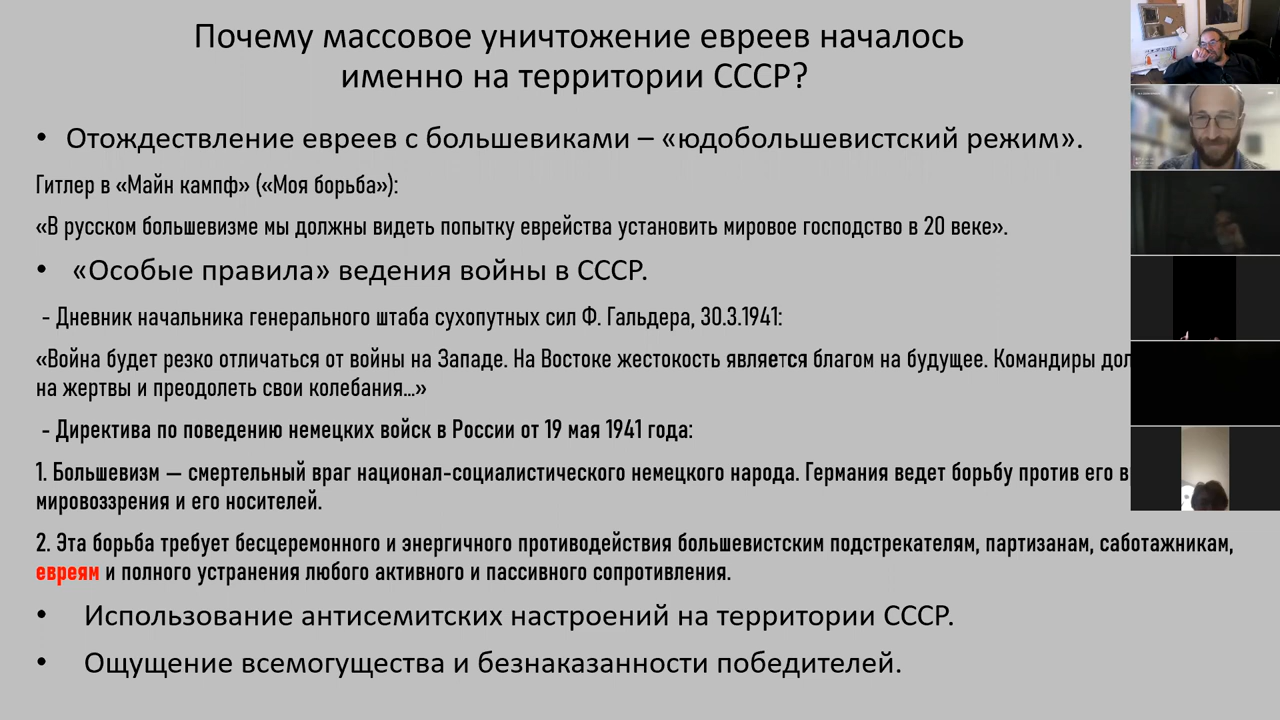 Почему массовое уничтожение евреев началось
именно на территории СССР?
• Отождествление евреев с большевиками – «юдобольшевистский режим».
Гитлер в «Майн кампф» («Моя борьба»):
«В русском большевизме мы должны видеть попытку еврейства установить мировое господство в 20 веке».
• «Особые правила» ведения войны в СССР.
- Дневник начальника генерального штаба сухопутных сил Ф. Гальдера, 30.3.1941:
«Война будет резко отличаться от войны на Западе. На Востоке жестокость является благом на будущее. Командиры
на жертвы и преодолеть свои колебания…»
- Директива по поведению немецких войск в России от 19 мая 1941 года:
1. Большевизм — смертельный враг национал-социалистического немецкого народа. Германия ведет борьбу против его
мировоззрения и его носителей.
2. Эта борьба требует бесцеремонного и энергичного противодействия большевистским подстрекателям, партизанам, саботажникам,
евреям и полного устранения любого активного и пассивного сопротивления.
• Использование антисемитских настроений на территории СССР.
• Ощущение всемогущества и безнаказанности победителей.